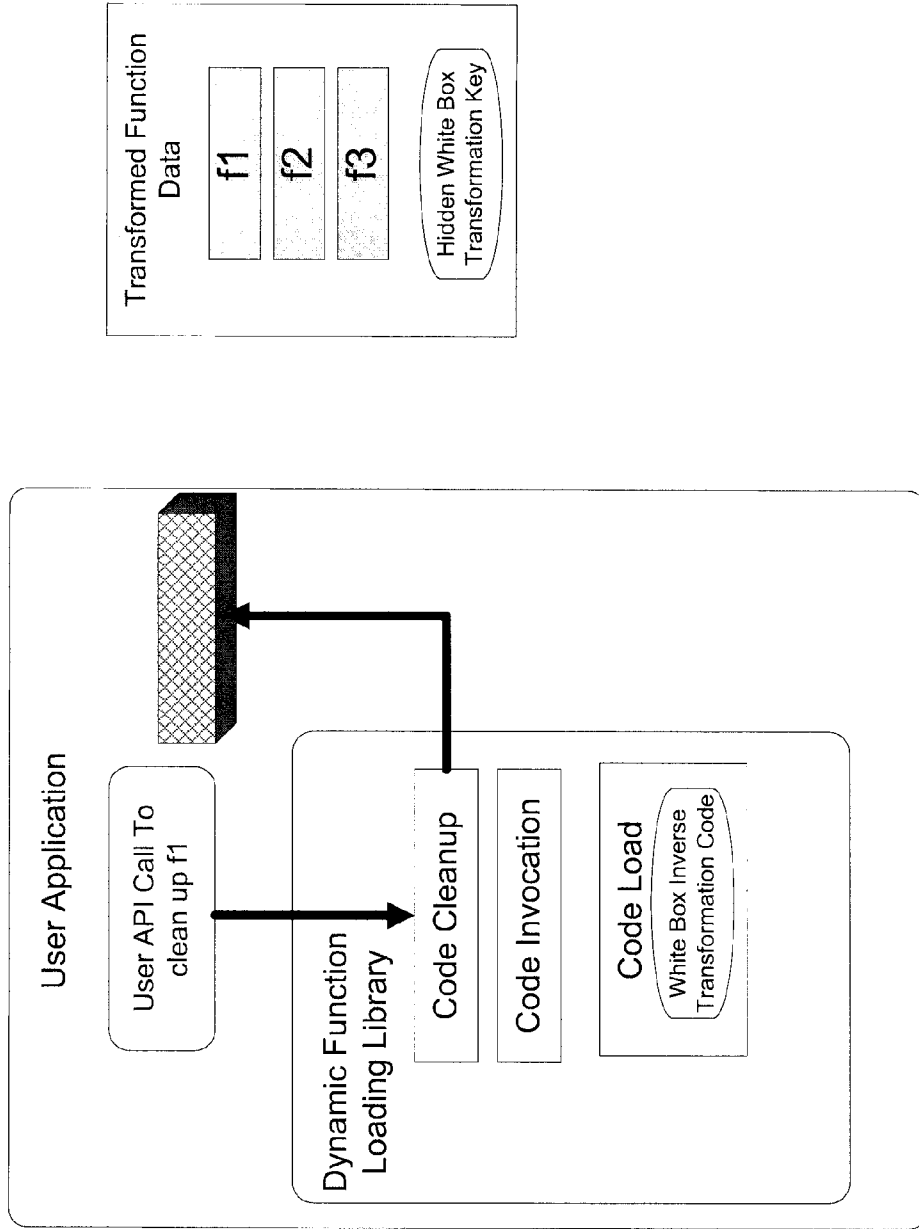 User Application
User API Call To
clean up f1
Dynamic Function
Loading Library
Code Cleanup
Code Invocation
Code Load
White Box Inverse
Transformation Code
Transformed Function
Data
f1
f2
f3
Hidden White Box
Transformation Key